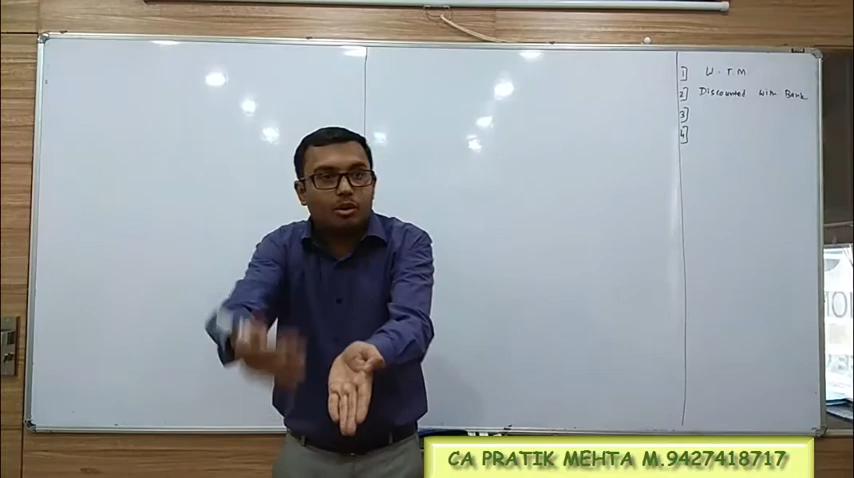 1] U.T.M
2] Discounted with Bank
3]
4]
CA PRATIK MEHTA M.9427418717